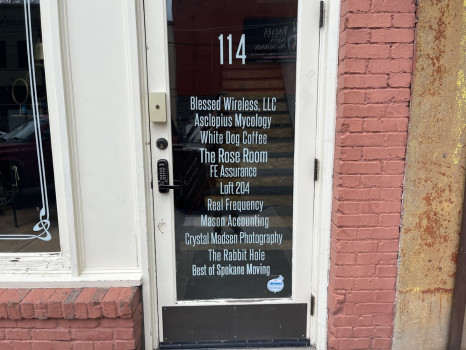 114
Blessed Wireless, LLC
Asclepius Mycology
White Dog Coffee
The Rose Room
FE Assurance
Loft 204
Real Frequency
Mason Accounting
Crystal Madsen Photography
The Rabbit Hole
Best of Spokane Moving